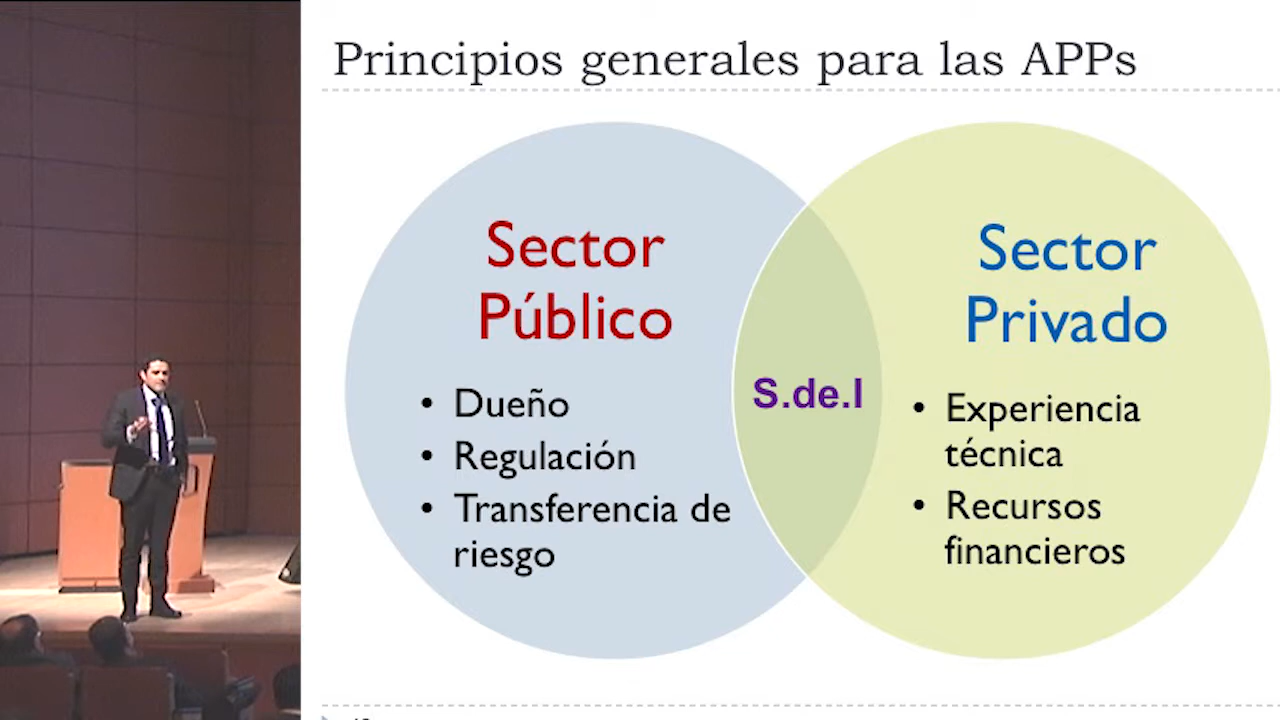 Principios generales para las APPs
Sector
Público
• Dueño
• Regulación
• Transferencia de
riesgo
S.de.I
Sector
Privado
• Experiencia
técnica
• Recursos
financieros